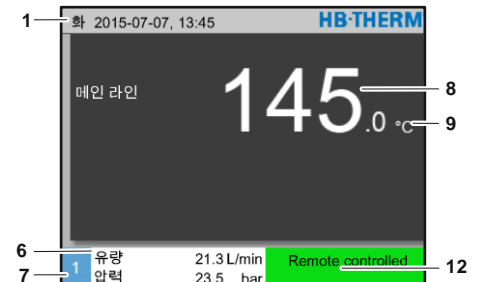 1 화 2015-07-07, 13:45 HB·THERM
메인 라인 145.0 °C 8
9
6 유량 21.3 L/min Remote controlled 12
7 1 압력 23.5 bar